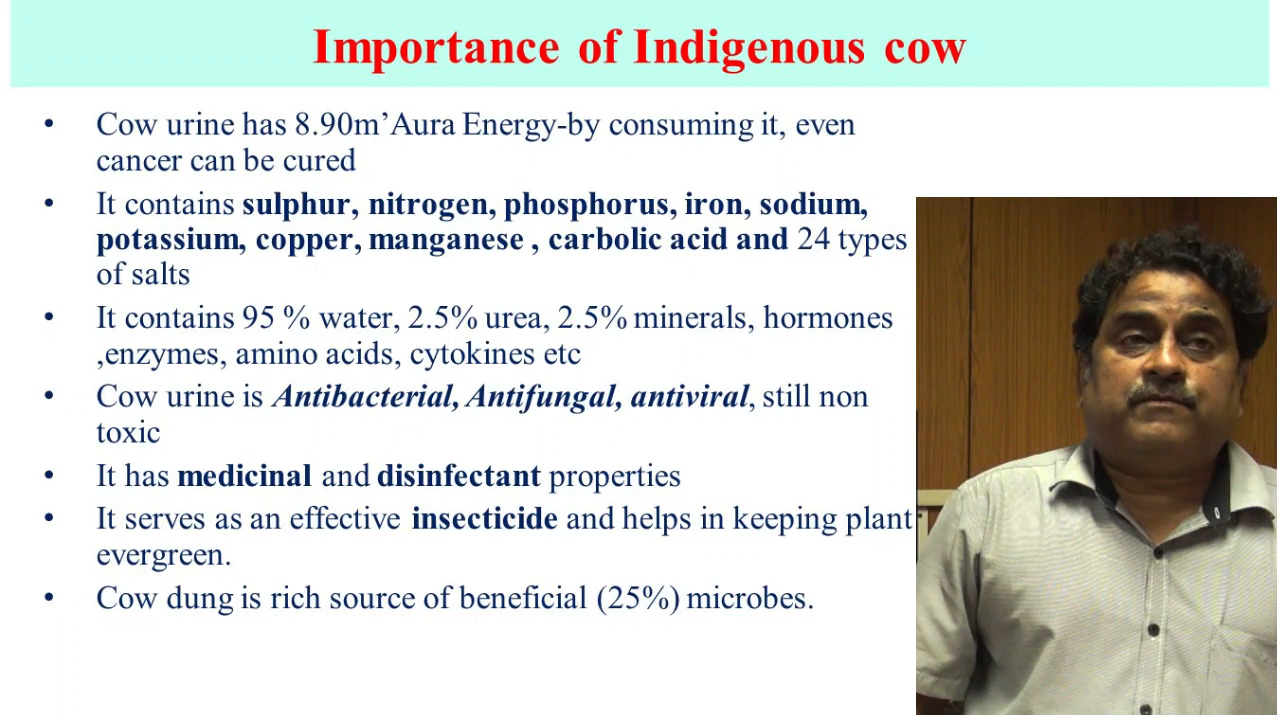 Importance of Indigenous cow
• Cow urine has 8.90m’Aura Energy-by consuming it, even
cancer can be cured
• It contains sulphur, nitrogen, phosphorus, iron, sodium,
potassium, copper, manganese , carbolic acid and 24 types
of salts
• It contains 95 % water, 2.5% urea, 2.5% minerals, hormones
,enzymes, amino acids, cytokines etc
• Cow urine is Antibacterial, Antifungal, antiviral, still non
toxic
• It has medicinal and disinfectant properties
• It serves as an effective insecticide and helps in keeping plant
evergreen.
• Cow dung is rich source of beneficial (25%) microbes.